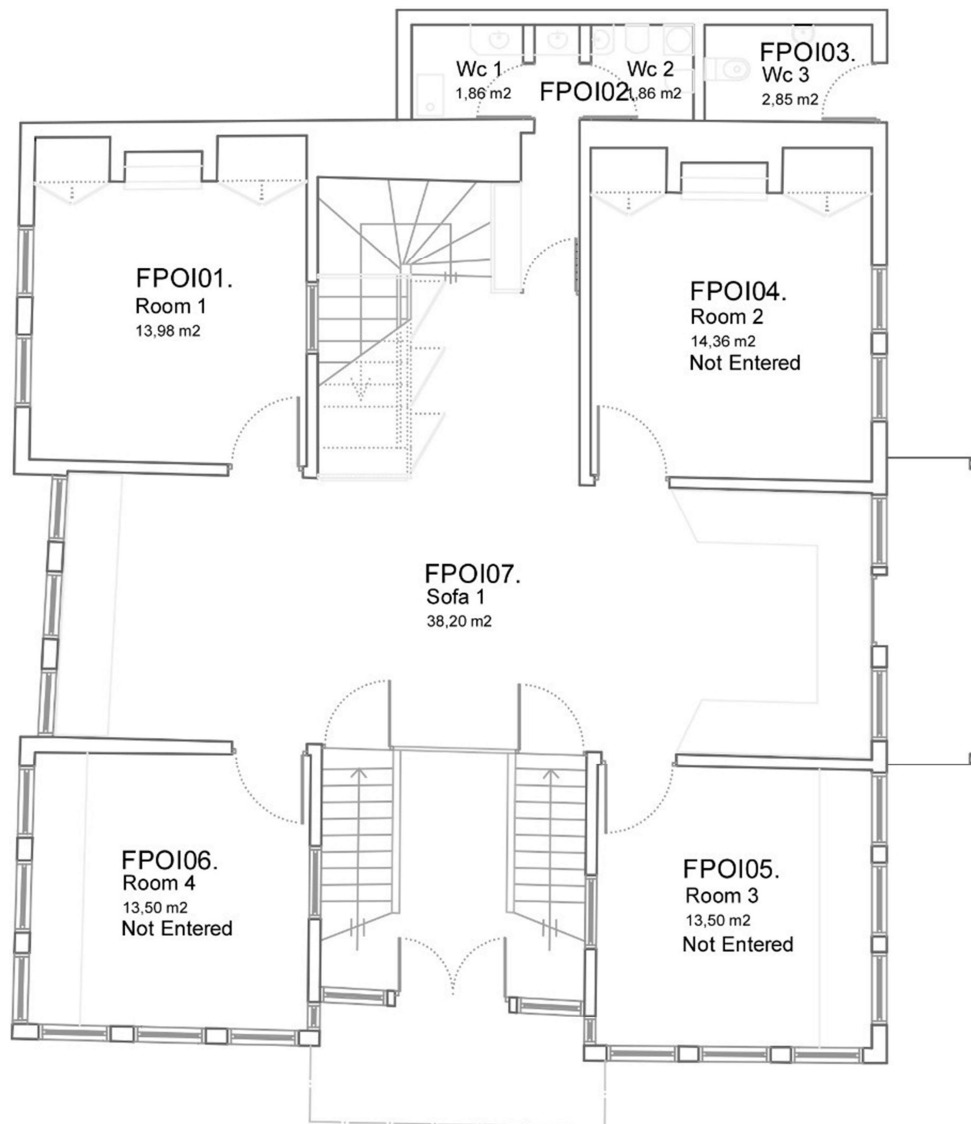 Wc 1
1,86 m2
FPOI02.
Wc 2
1,86 m2
FPOI03.
Wc 3
2,85 m2
FPOI01.
Room 1
13,98 m2
FPOI04.
Room 2
14,36 m2
Not Entered
FPOI07.
Sofa 1
38,20 m2
FPOI06.
Room 4
13,50 m2
Not Entered
FPOI05.
Room 3
13,50 m2
Not Entered